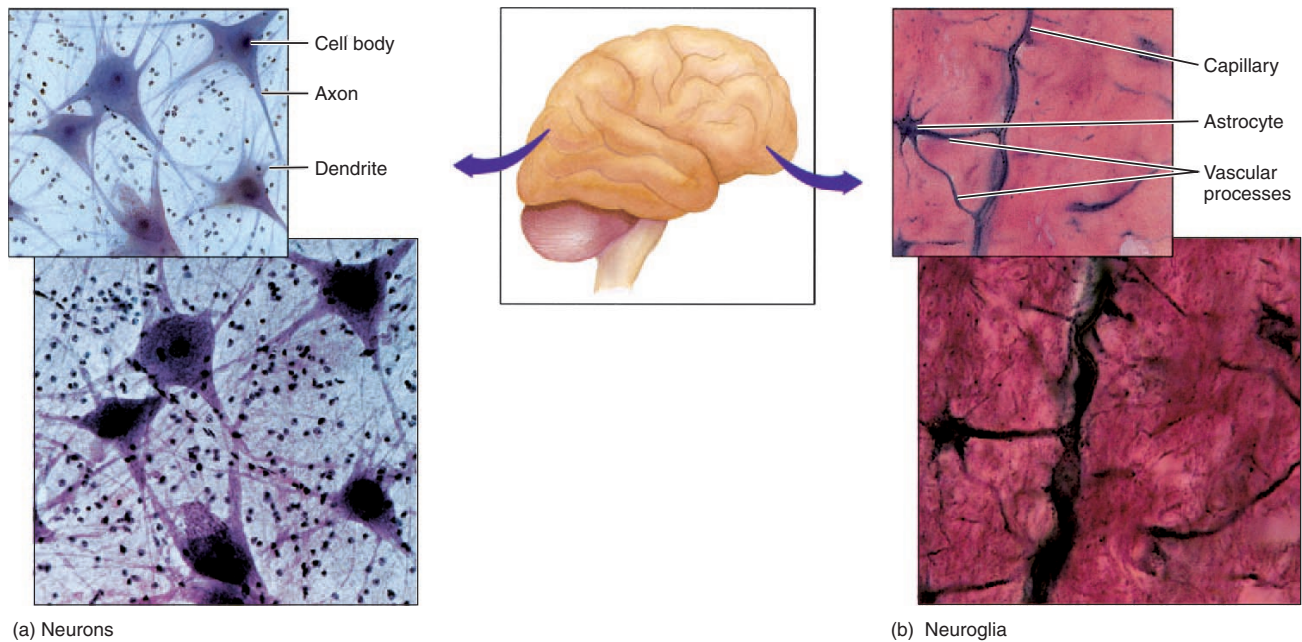 Cell body
Axon
Dendrite
Capillary
Astrocyte
Vascular
processes
(a) Neurons
(b) Neuroglia